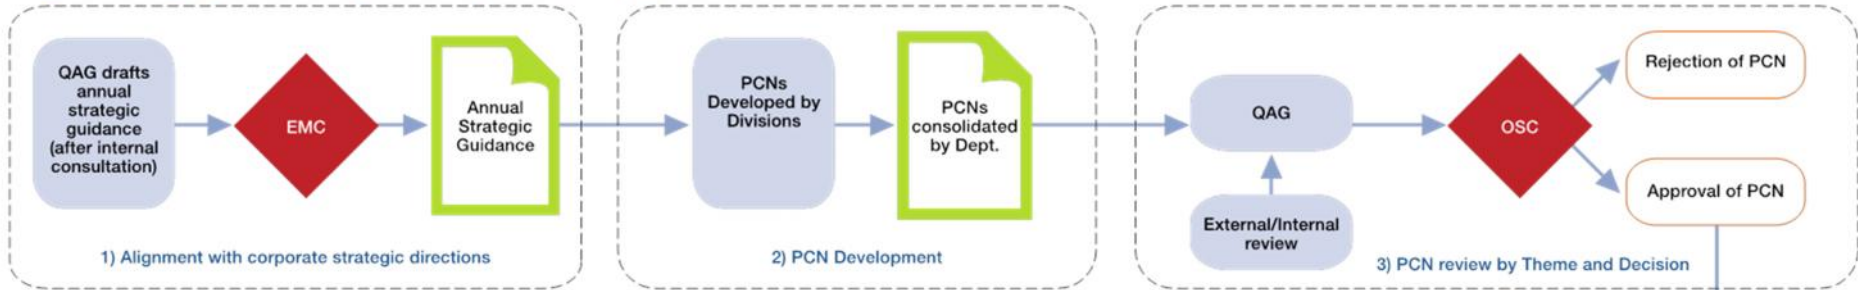 QAG drafts
annual
strategic
guidance
(after internal
consultation)
EMC
Annual
Strategic
Guidance
1) Alignment with corporate strategic directions
PCNs
Developed by
Divisions
PCNs
consolidated
by Dept.
2) PCN Development
QAG
External/Internal
review
OSC
Rejection of PCN
Approval of PCN
3) PCN review by Theme and Decision